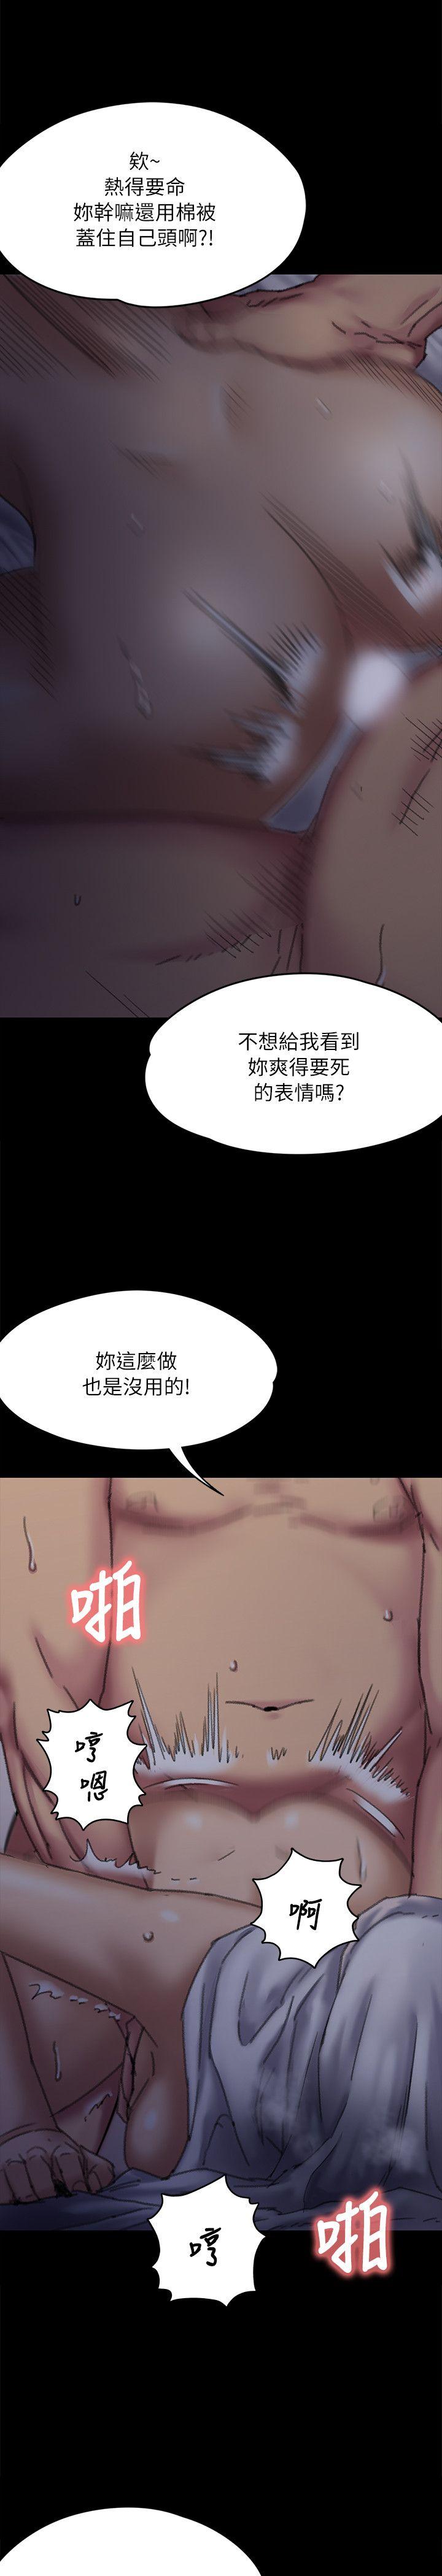 欸~
熱得要命
妳幹嘛還用棉被
蓋住自己頭啊?!
不想給我看到
妳爽得要死
的表情嗎?
妳這麼做
也是沒用的!
啪
哼
嗯
啊
哼
啪